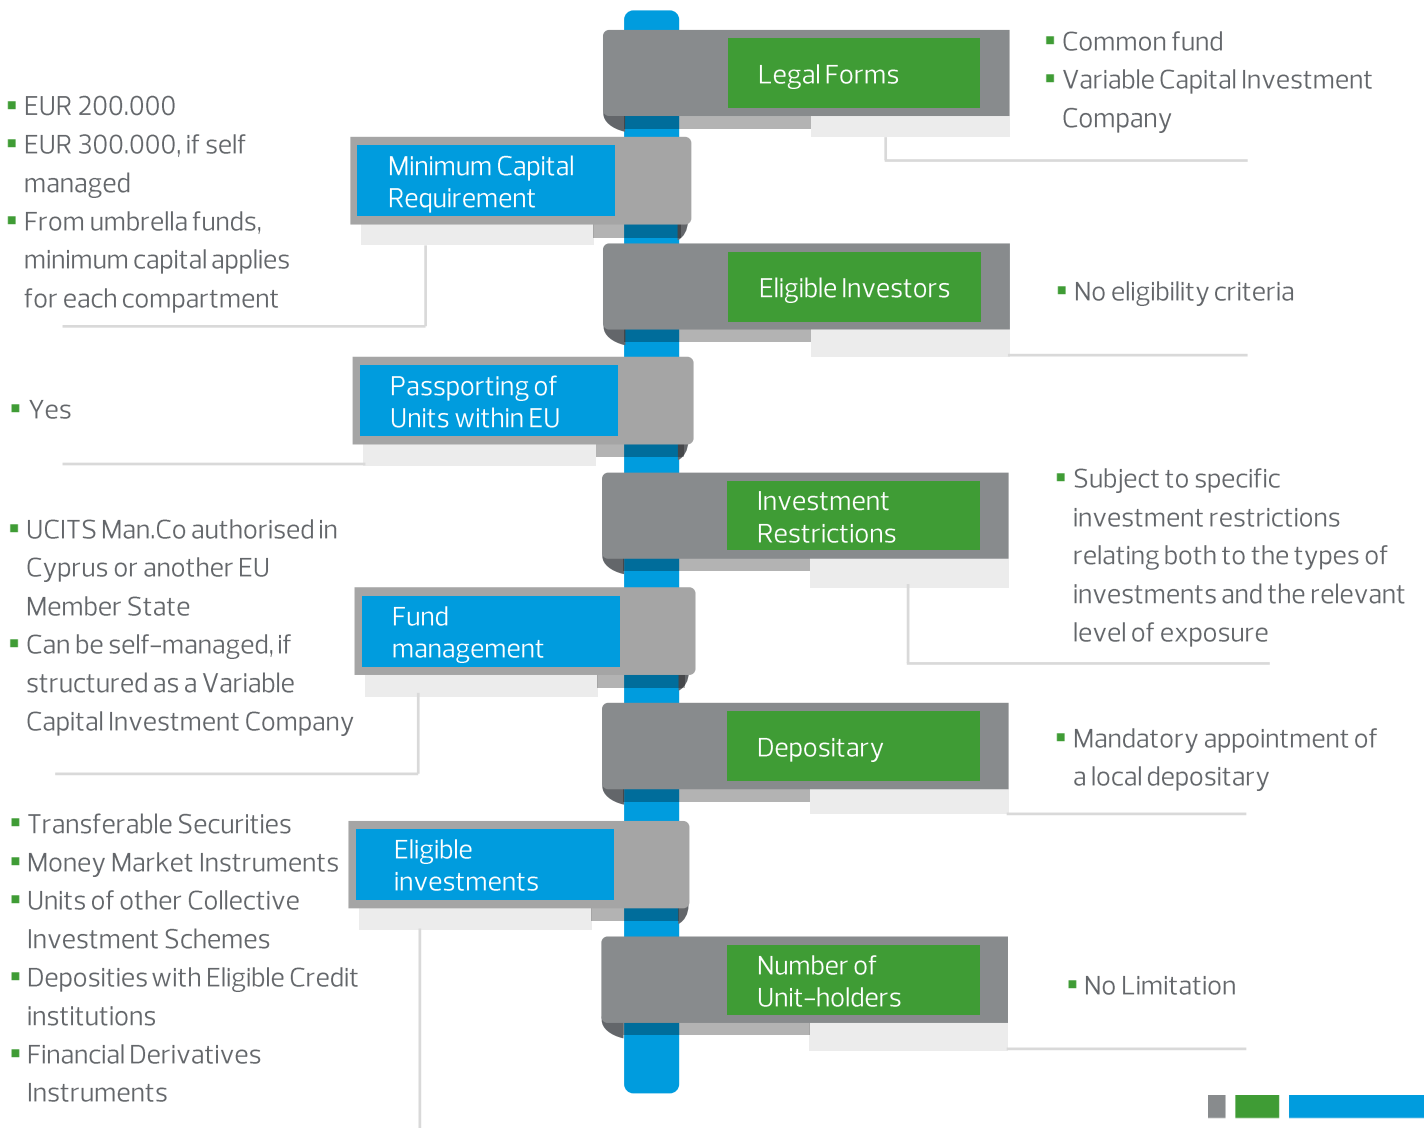 Legal Forms
▪ Common fund
▪ Variable Capital Investment
Company
Minimum Capital
Requirement
▪ EUR 200.000
▪ EUR 300.000, if self
managed
▪ From umbrella funds,
minimum capital applies
for each compartment
Eligible Investors
▪ No eligibility criteria
Passporting of
Units within EU
▪ Yes
Investment
Restrictions
▪ Subject to specific
investment restrictions
relating both to the types of
investments and the relevant
level of exposure
Fund
management
▪ UCITS Man.Co authorised in
Cyprus or another EU
Member State
▪ Can be self-managed, if
structured as a Variable
Capital Investment Company
Depositary
▪ Mandatory appointment of
a local depositary
Eligible
investments
▪ Transferable Securities
▪ Money Market Instruments
▪ Units of other Collective
Investment Schemes
▪ Deposities with Eligible Credit
institutions
▪ Financial Derivatives
Instruments
Number of
Unit-holders
▪ No Limitation